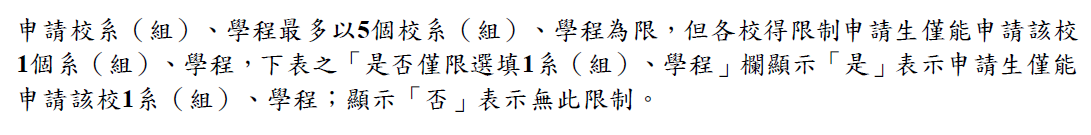 申請校系（組）、學程最多以5個校系（組）、學程為限，但各校得限制申請生僅能申請該校
1個系（組）、學程，下表之「是否僅限選填1系（組）、學程」欄顯示「是」表示申請生僅能
申請該校1系（組）、學程；顯示「否」表示無此限制。